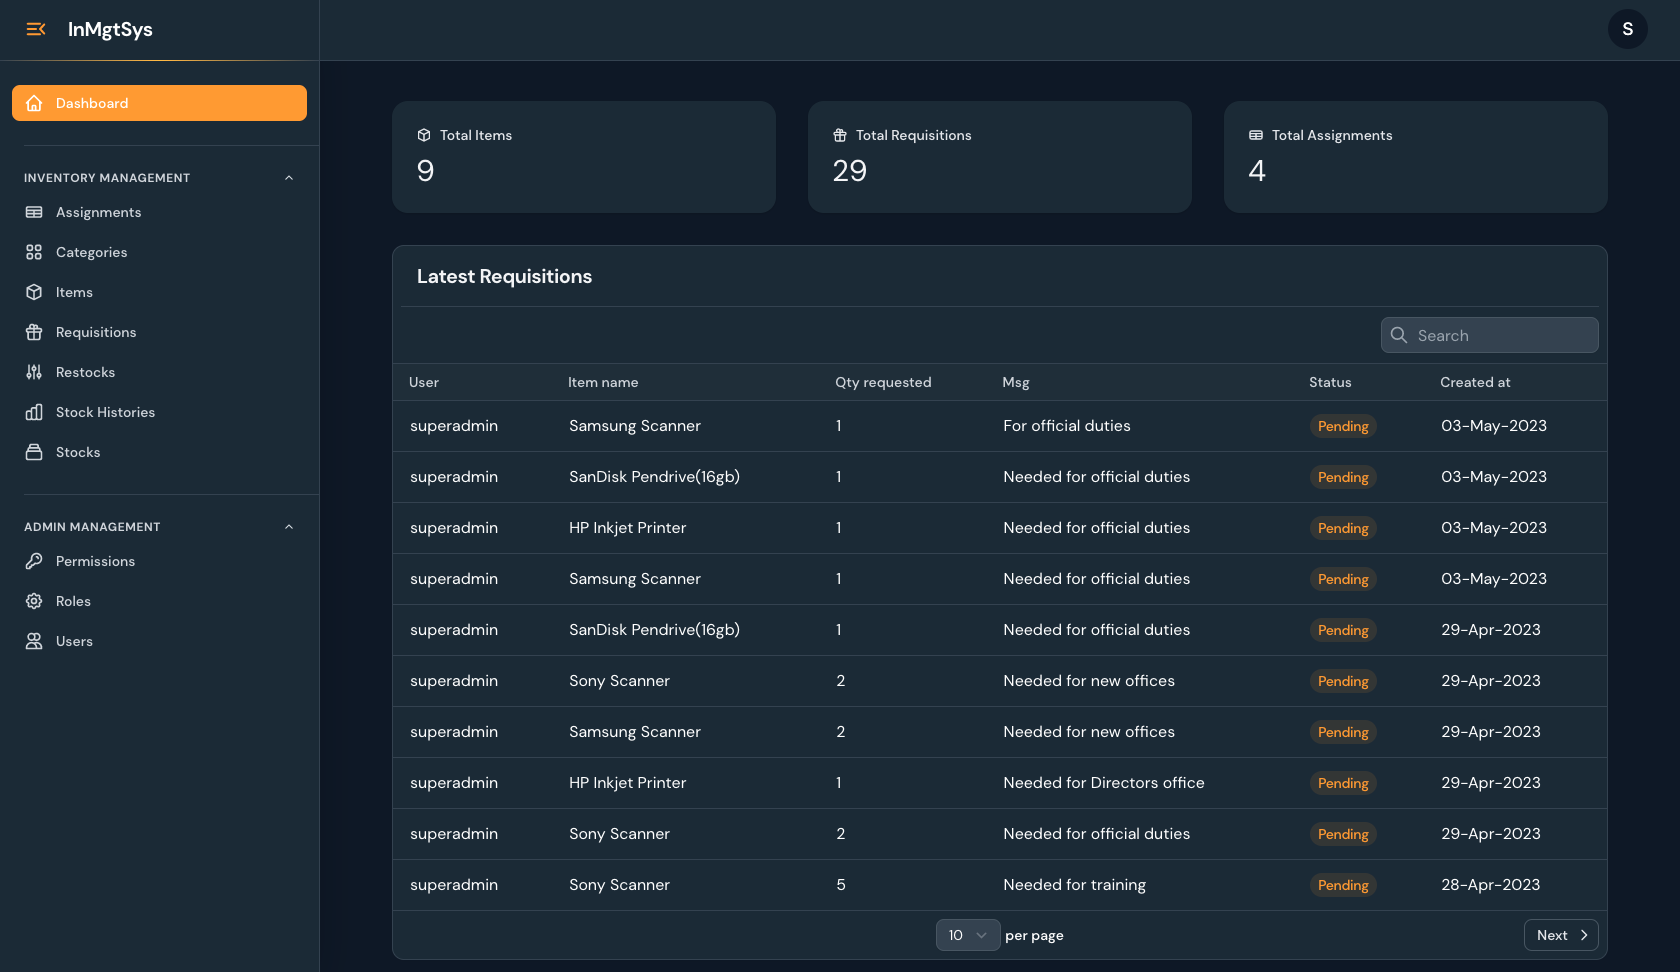 InMgtSys
S
Dashboard
INVENTORY MANAGEMENT
Assignments
Categories
Items
Requisitions
Restocks
Stock Histories
Stocks
ADMIN MANAGEMENT
Permissions
Roles
Users
Total Items
9
Total Requisitions
29
Total Assignments
4
Latest Requisitions
Search
User Item name Qty requested Msg Status Created at
superadmin Samsung Scanner 1 For official duties Pending 03-May-2023
superadmin SanDisk Pendrive(16gb) 1 Needed for official duties Pending 03-May-2023
superadmin HP Inkjet Printer 1 Needed for official duties Pending 03-May-2023
superadmin Samsung Scanner 1 Needed for official duties Pending 03-May-2023
superadmin SanDisk Pendrive(16gb) 1 Needed for official duties Pending 29-Apr-2023
superadmin Sony Scanner 2 Needed for new offices Pending 29-Apr-2023
superadmin Samsung Scanner 2 Needed for new offices Pending 29-Apr-2023
superadmin HP Inkjet Printer 1 Needed for Directors office Pending 29-Apr-2023
superadmin Sony Scanner 2 Needed for official duties Pending 29-Apr-2023
superadmin Sony Scanner 5 Needed for training Pending 28-Apr-2023
10 per page
Next